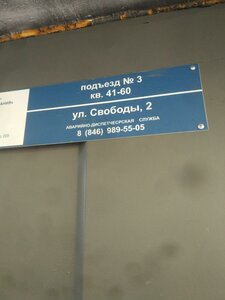 подъезд № 3
кв. 41-60
ул. Свободы, 2
АВАРИЙНО-ДИСПЕТЧЕРСКАЯ СЛУЖБА
8 (846) 989-55-05